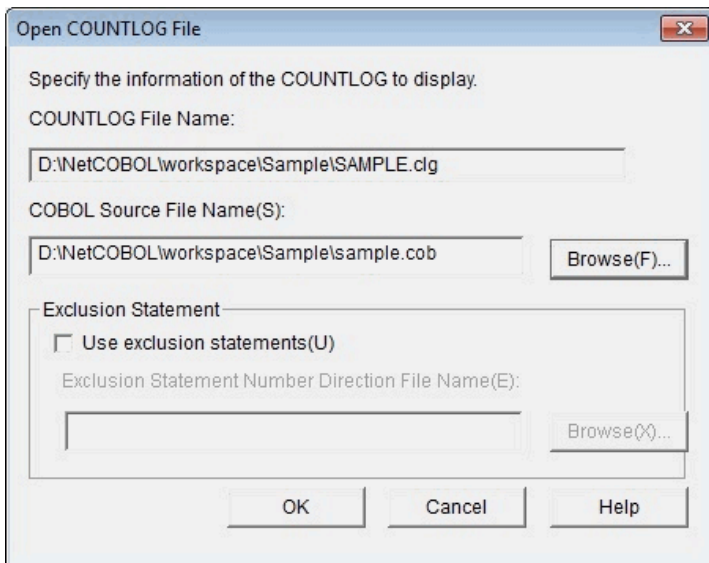 Open COUNTLOG File
Specify the information of the COUNTLOG to display.
COUNTLOG File Name:
D:\NetCOBOL\workspace\Sample\SAMPLE.clg
COBOL Source File Name(S):
D:\NetCOBOL\workspace\Sample\sample.cob
Browse(F)...
Exclusion Statement
Use exclusion statements(U)
Exclusion Statement Number Direction File Name(E):
Browse(X)...
OK Cancel Help